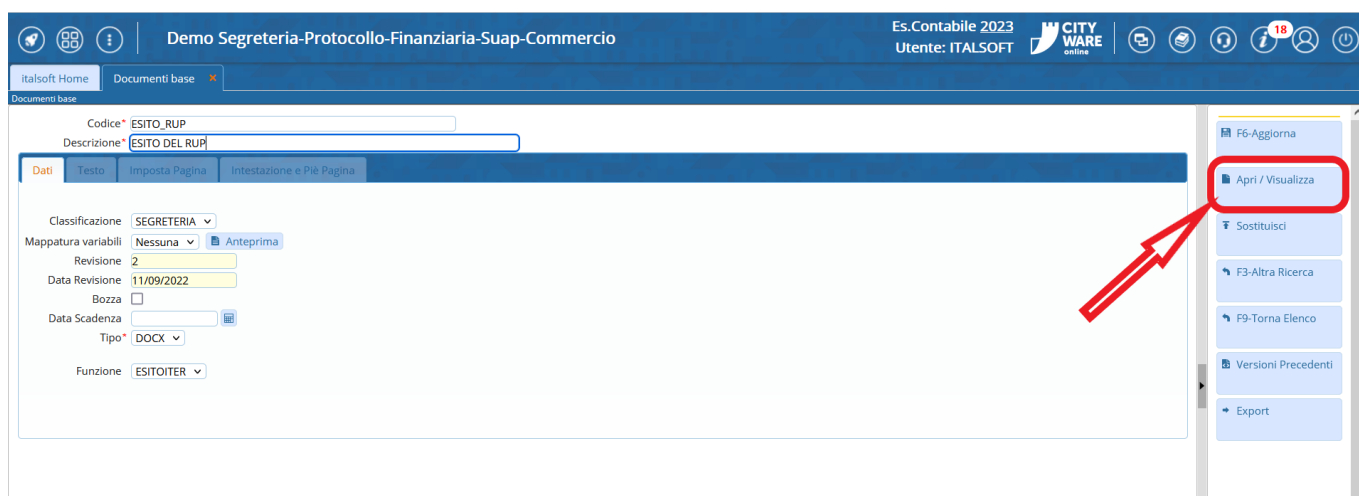 Demo Segreteria-Protocollo-Finanziaria-Suap-Commercio
Es.Contabile 2023
Utente: ITALSOFT
CITY
WARE
online
18
italsoft Home
Documenti base ×
Documenti base
Codice* ESITO_RUP
Descrizione* ESITO DEL RUP
Dati Testo Imposta Pagina Intestazione e Piè Pagina
Classificazione SEGRETERIA
Mappatura variabili Nessuna Anteprima
Revisione 2
Data Revisione 11/09/2022
Bozza
Data Scadenza
Tipo* DOCX
Funzione ESITOITER
F6-Aggiorna
Apri / Visualizza
Sostituisci
F3-Altra Ricerca
F9-Torna Elenco
Versioni Precedenti
Export